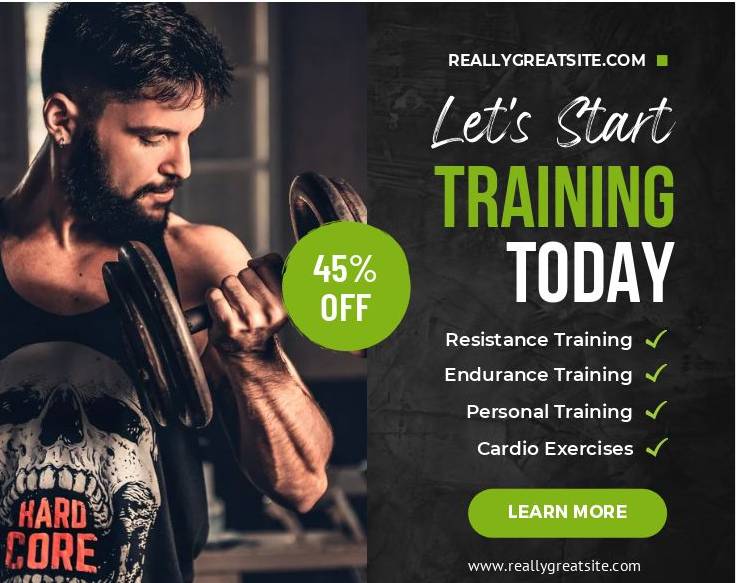 REALLYGREATSITE.COM
Let's Start
TRAINING
TODAY
45%
OFF
Resistance Training
Endurance Training
Personal Training
Cardio Exercises
LEARN MORE
www.reallygreatsite.com
HARD
CORE